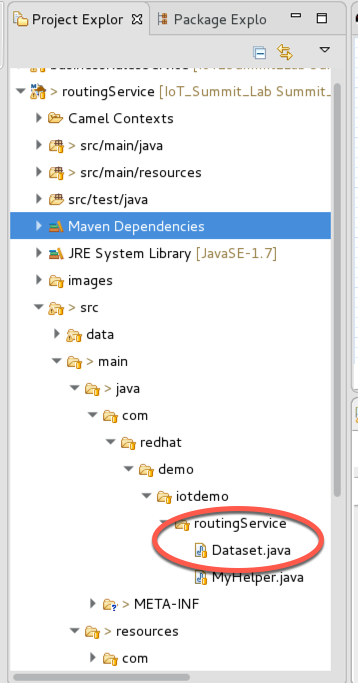 Project Explor
Package Explo
> routingService [IoT_Summit_Lab Summit_
Camel Contexts
> src/main/java
> src/main/resources
src/test/java
Maven Dependencies
JRE System Library [JavaSE-1.7]
images
> src
data
> main
> java
> com
> redhat
> demo
> iotdemo
> routingService
Dataset.java
MyHelper.java
> META-INF
> resources
> com